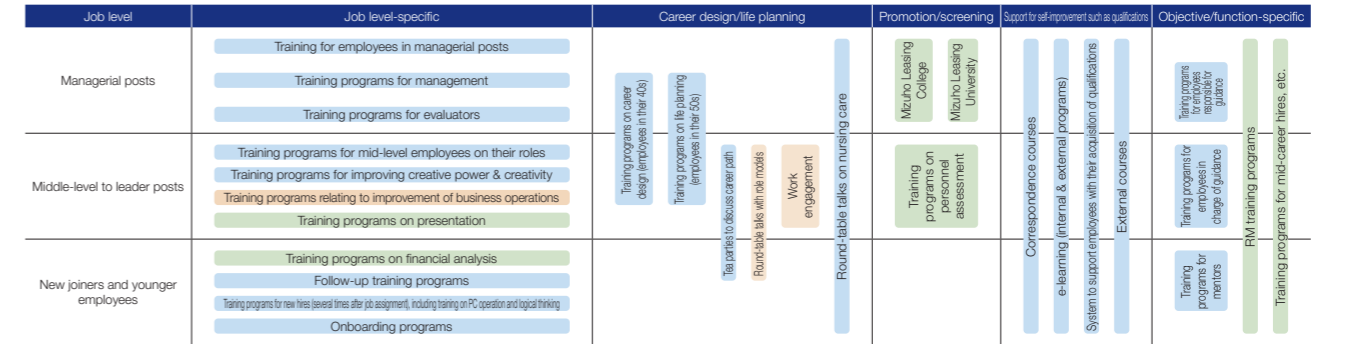 Job level
Job level-specific
Career design/life planning
Promotion/screening
Support for self-improvement such as qualifications
Objective/function-specific
Managerial posts
Training for employees in managerial posts
Training programs for management
Training programs for evaluators
Middle-level to leader posts
Training programs for mid-level employees on their roles
Training programs for improving creative power & creativity
Training programs relating to improvement of business operations
Training programs on presentation
New joiners and younger
employees
Training programs on financial analysis
Follow-up training programs
Training programs for new hires (several times after job assignment), including training on PC operation and logical thinking
Onboarding programs
Training programs on career
design (employees in their 40s)
Training programs on life planning
(employees in their 50s)
Tea parties to discuss career path
Round-table talks with role models
Work
engagement
Round-table talks on nursing care
Mizuho Leasing
College
Mizuho Leasing
University
Training
programs on
personnel
assessment
Correspondence courses
e-learning (internal & external programs)
System to support employees with their acquisition of qualifications
External courses
Training programs
for employees
responsible for
guidance
Training programs for
employees in
charge of guidance
Training
programs for
mentors
RM training programs
Training programs for mid-career hires, etc.